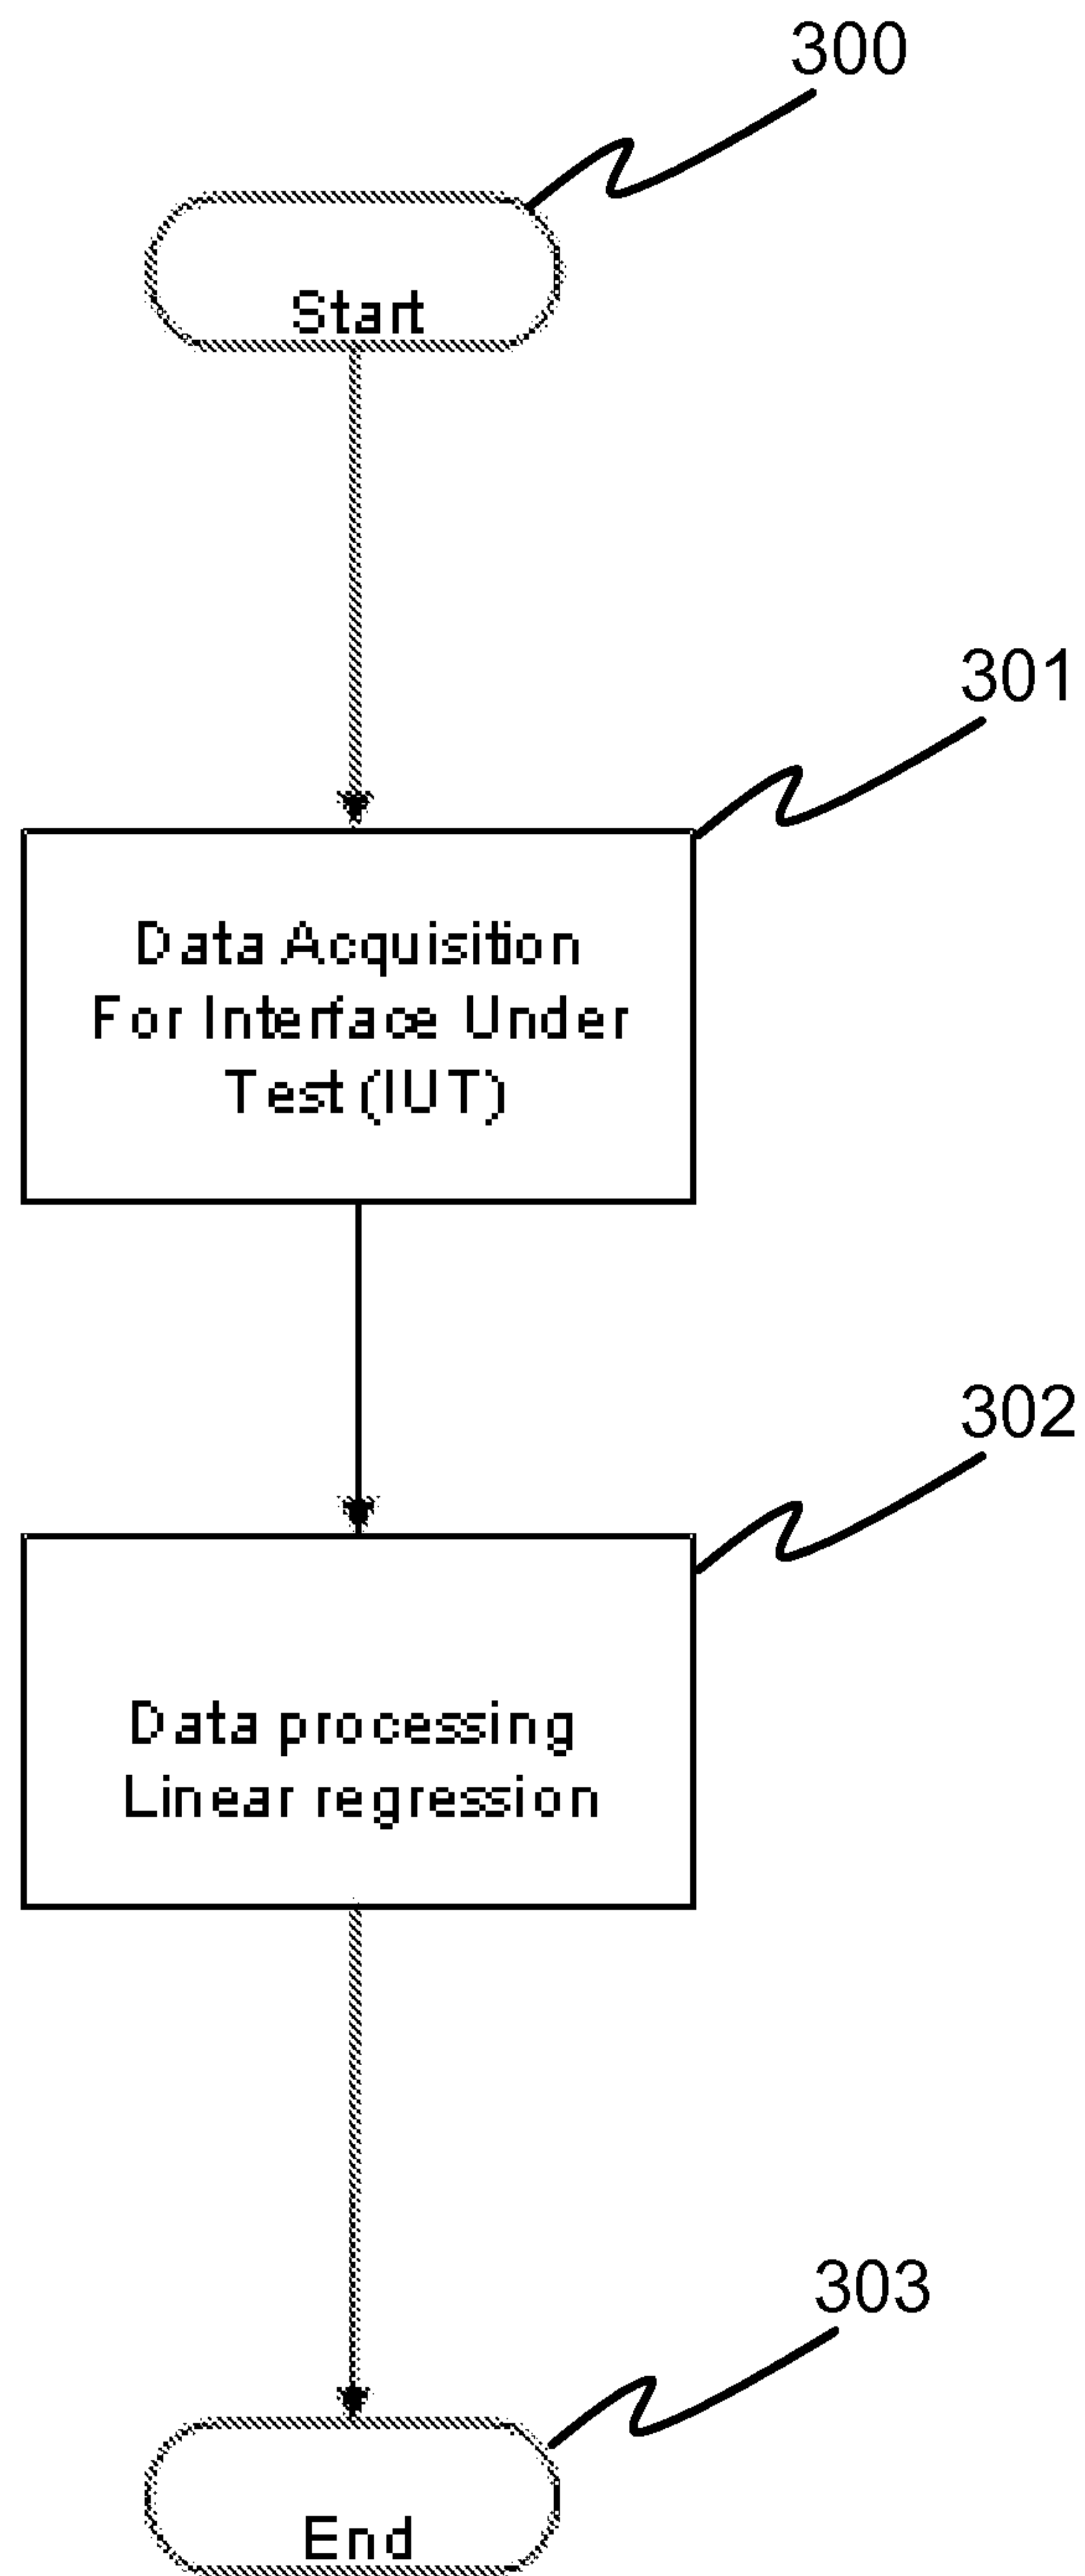 300
Start
301
Data Acquisition
For Interface Under
Test (IUT)
302
Data processing
Linear regression
303
End